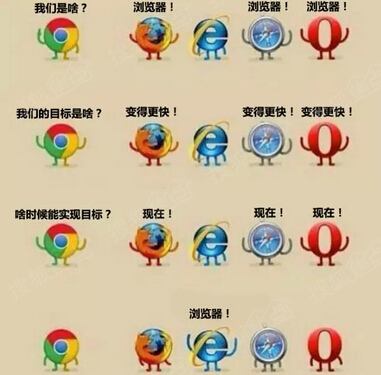 我们是啥？ 浏览器！ 浏览器！ 浏览器！
我们的目标是啥？ 变得更快！ 变得更快！ 变得更快！
啥时候能实现目标？ 现在！ 现在！ 现在！
浏览器！